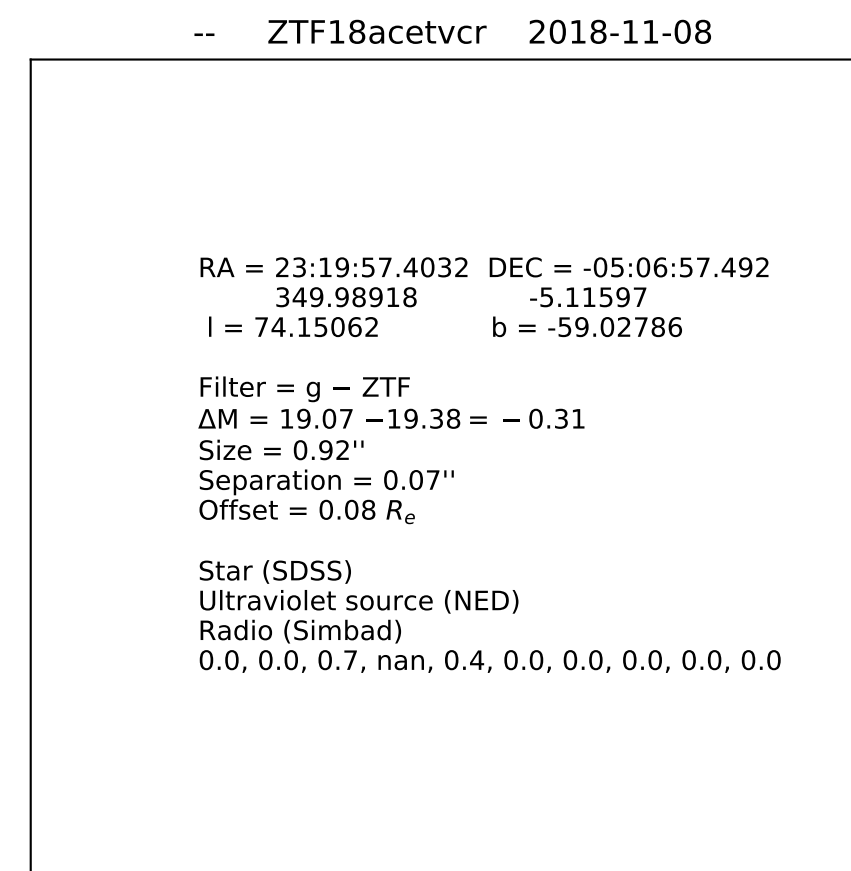 -- ZTF18acetvcr 2018-11-08
RA = 23:19:57.4032 DEC = -05:06:57.492
349.98918 -5.11597
l = 74.15062 b = -59.02786
Filter = g − ZTF
ΔM = 19.07 −19.38 = −0.31
Size = 0.92''
Separation = 0.07''
Offset = 0.08 Rₑ
Star (SDSS)
Ultraviolet source (NED)
Radio (Simbad)
0.0, 0.0, 0.7, nan, 0.4, 0.0, 0.0, 0.0, 0.0, 0.0